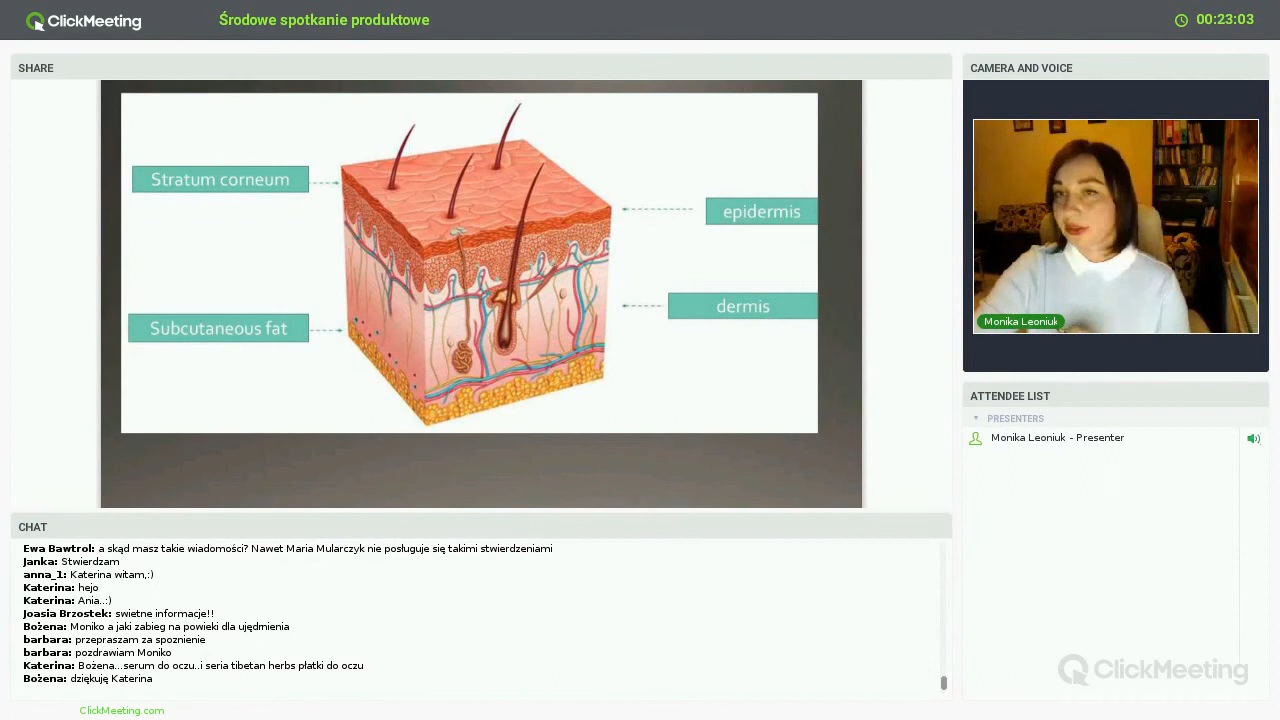 ClickMeeting
Środowe spotkanie produktowe
00:23:03
SHARE
Stratum corneum
epidermis
dermis
Subcutaneous fat
CAMERA AND VOICE
Monika Leoniuk
ATTENDEE LIST
PRESENTERS
Monika Leoniuk - Presenter
CHAT
Ewa Bawtrol: a skąd masz takie wiadomości? Nawet Maria Mularczyk nie posługuje się takimi stwierdzeniami
Janka: Stwierdzam
anna_1: Katerina witam,:)
Katerina: hejo
Katerina: Ania..:)
Joasia Brzostek: swietne informacje!!
Bożena: Moniko a jaki zabieg na powieki dla ujędrnienia
barbara: przepraszam za spoznienie
barbara: pozdrawiam Moniko
Katerina: Bożena...serum do oczu..i seria tibetan herbs płatki do oczu
Bożena: dziękuję Katerina
ClickMeeting
ClickMeeting.com